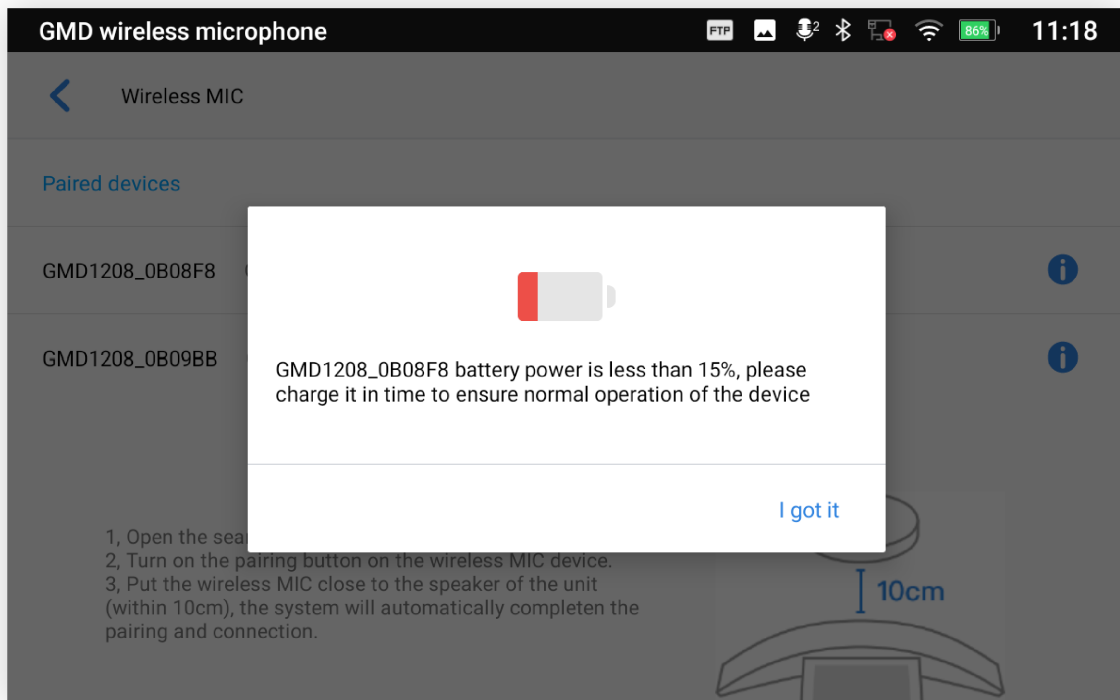 GMD wireless microphone
FTP
2
86%
11:18
Wireless MIC
Paired devices
GMD1208_0B08F8
GMD1208_0B09BB
GMD1208_0B08F8 battery power is less than 15%, please
charge it in time to ensure normal operation of the device
I got it
1, Open the
2, Turn on the pairing button on the wireless MIC device.
3, Put the wireless MIC close to the speaker of the unit
(within 10cm), the system will automatically completen the
pairing and connection.
10cm